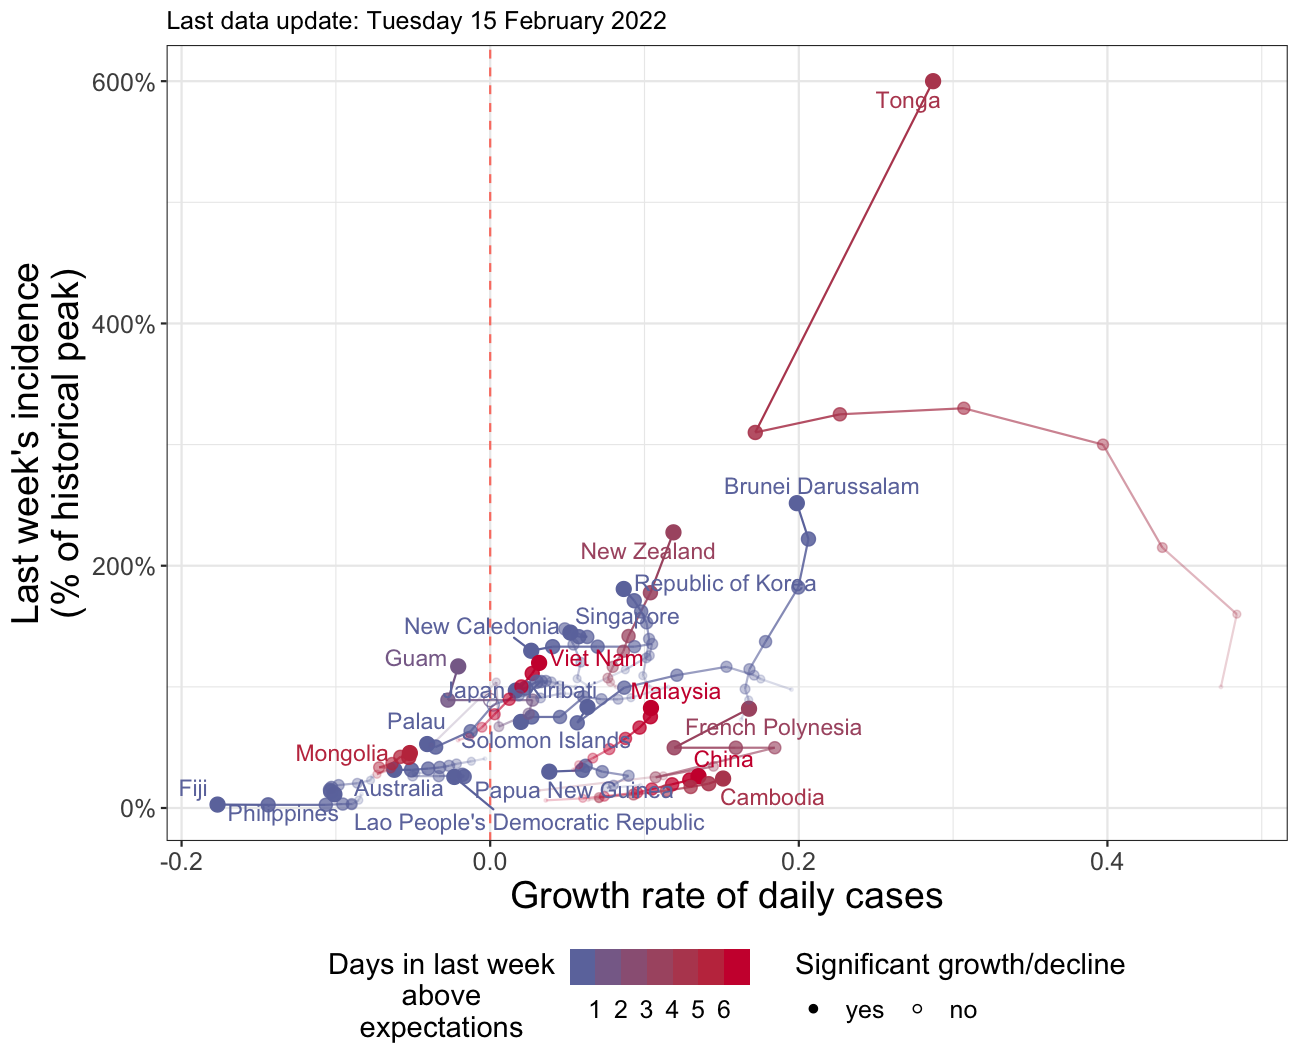 Last data update: Tuesday 15 February 2022
Last week's incidence
(% of historical peak)
600%
400%
200%
0%
Tonga
Brunei Darussalam
New Zealand
Republic of Korea
Singapore
New Caledonia
Guam
Viet Nam
Japan
Kiribati
Malaysia
Palau
French Polynesia
Solomon Islands
Mongolia
China
Fiji
Australia
Papua New Guinea
Cambodia
Philippines
Lao People's Democratic Republic
-0.2
0.0
0.2
0.4
Growth rate of daily cases
Days in last week
above
expectations
1 2 3 4 5 6
Significant growth/decline
yes
no